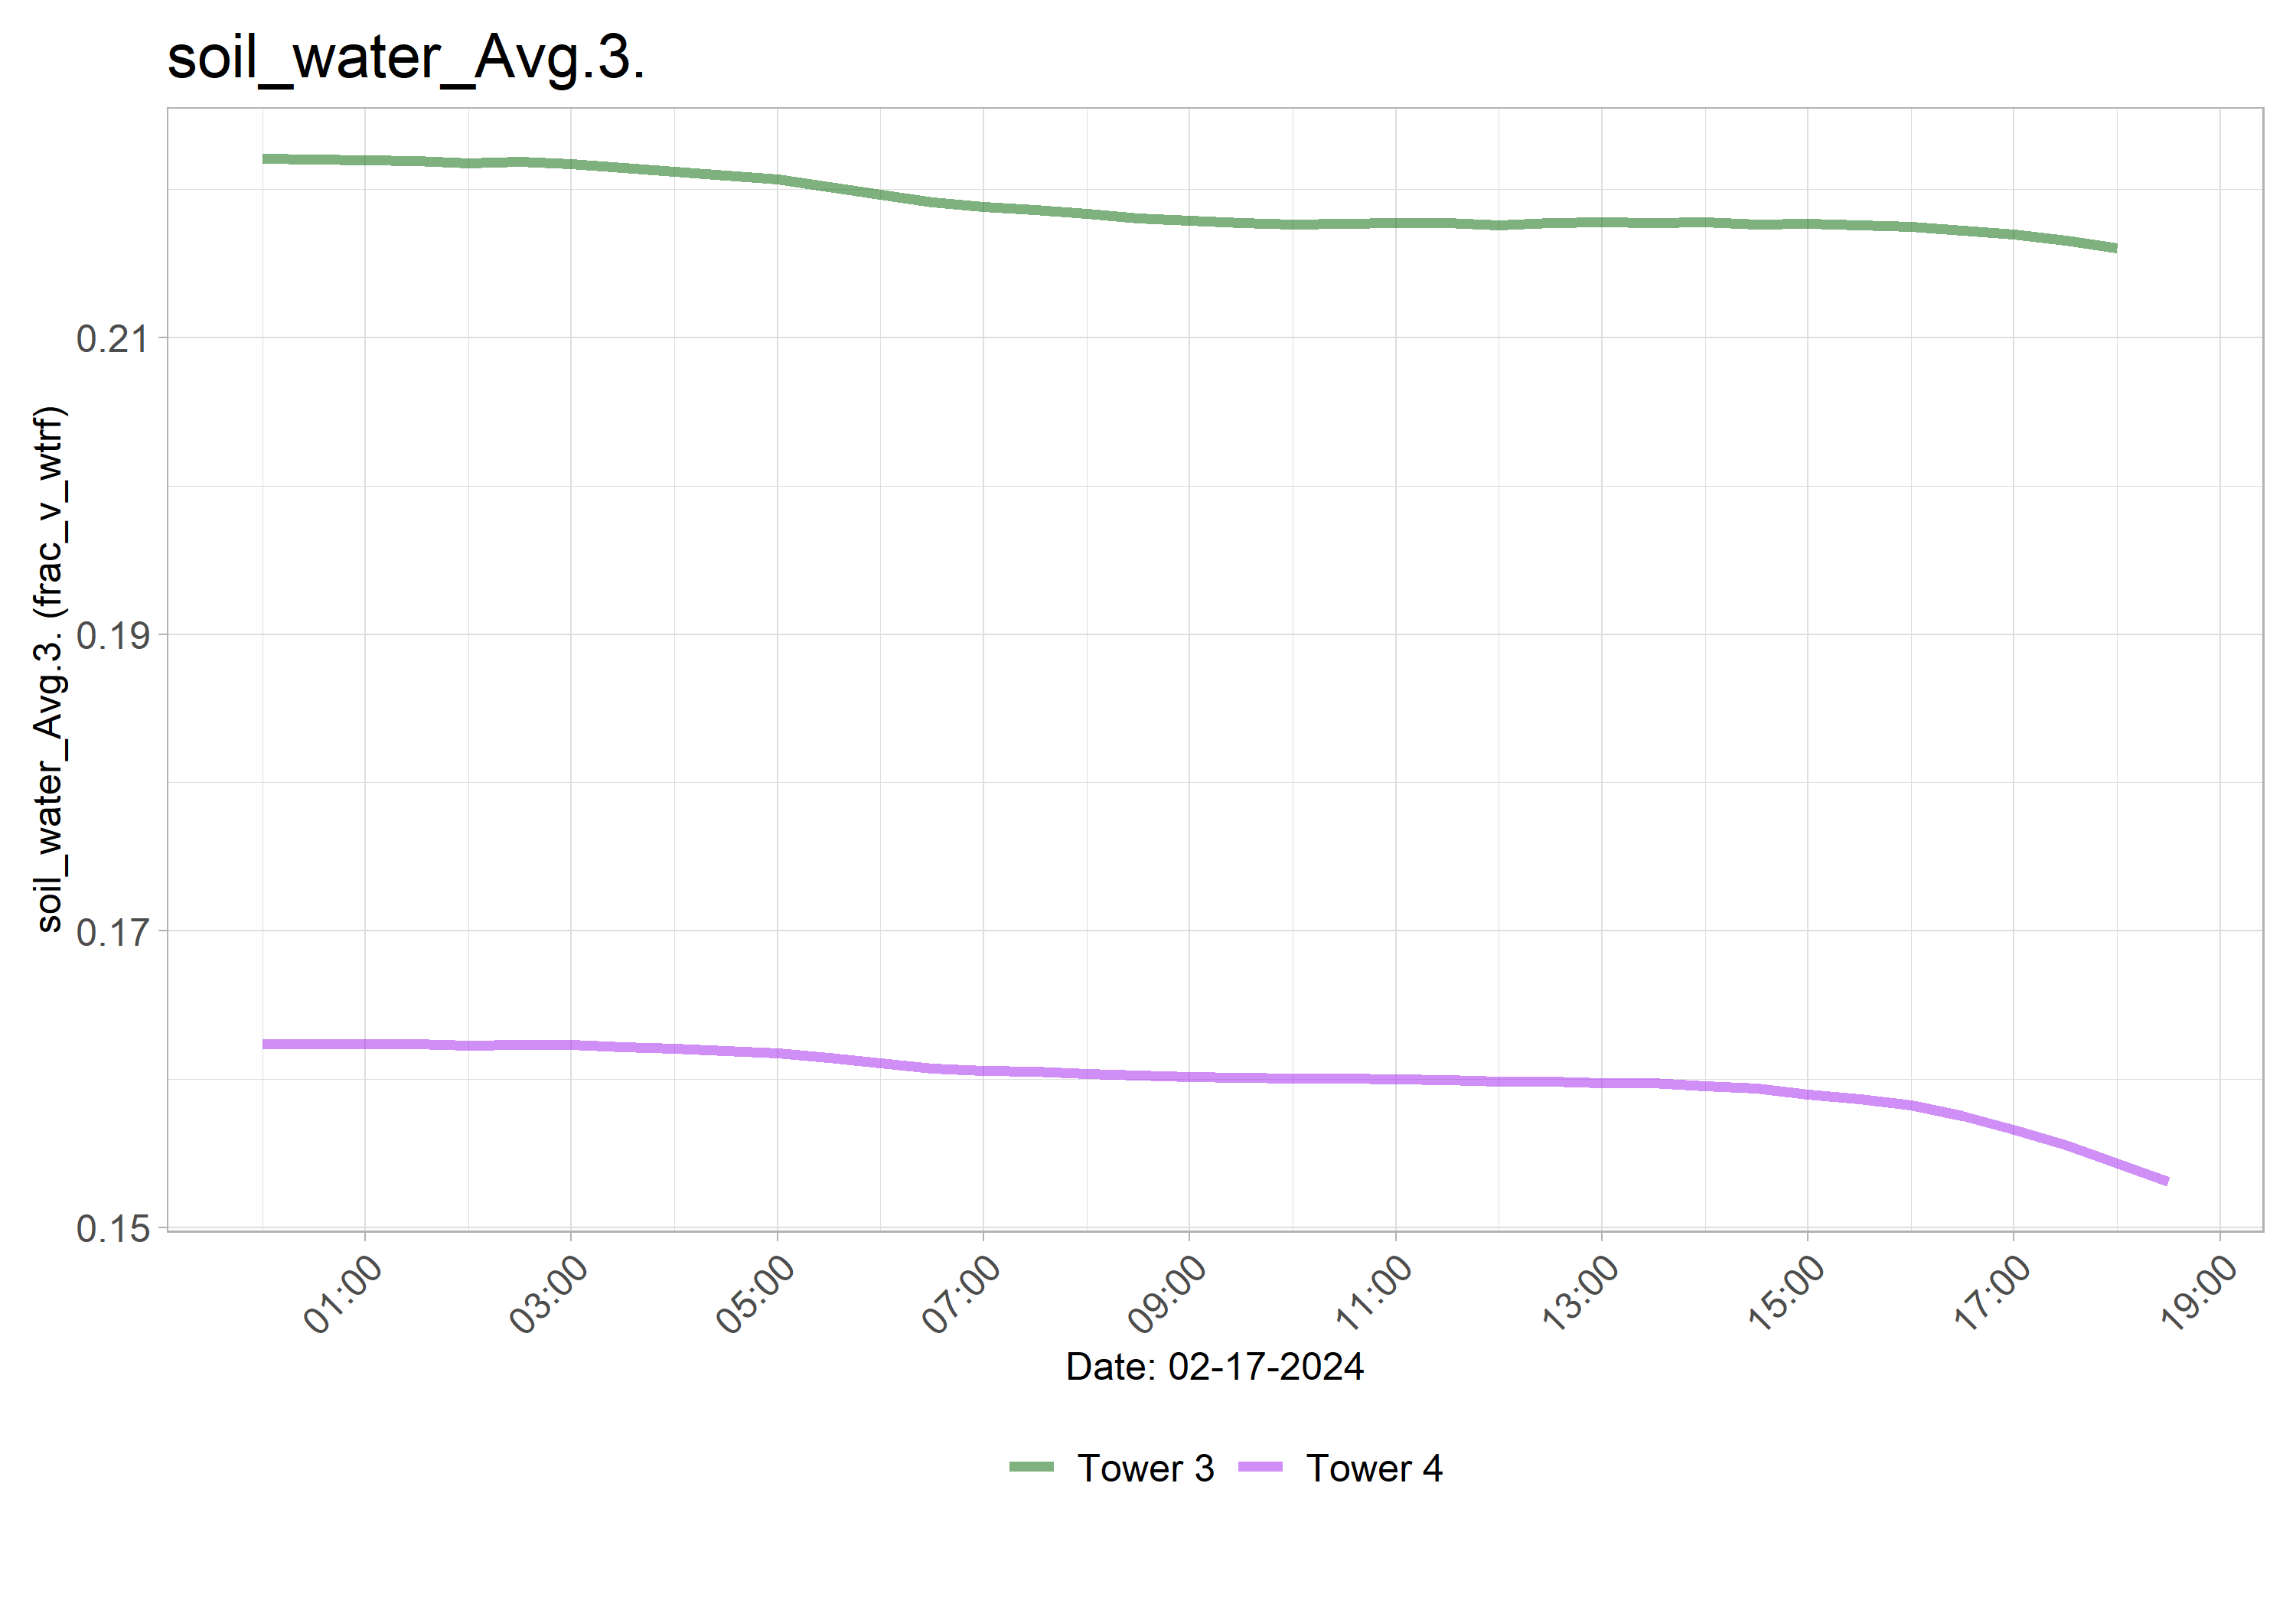 soil_water_Avg.3.
soil_water_Avg.3. (frac_v_wtrf)
0.21
0.19
0.17
0.15
01:00
03:00
05:00
07:00
09:00
11:00
13:00
15:00
17:00
19:00
Date: 02-17-2024
Tower 3
Tower 4